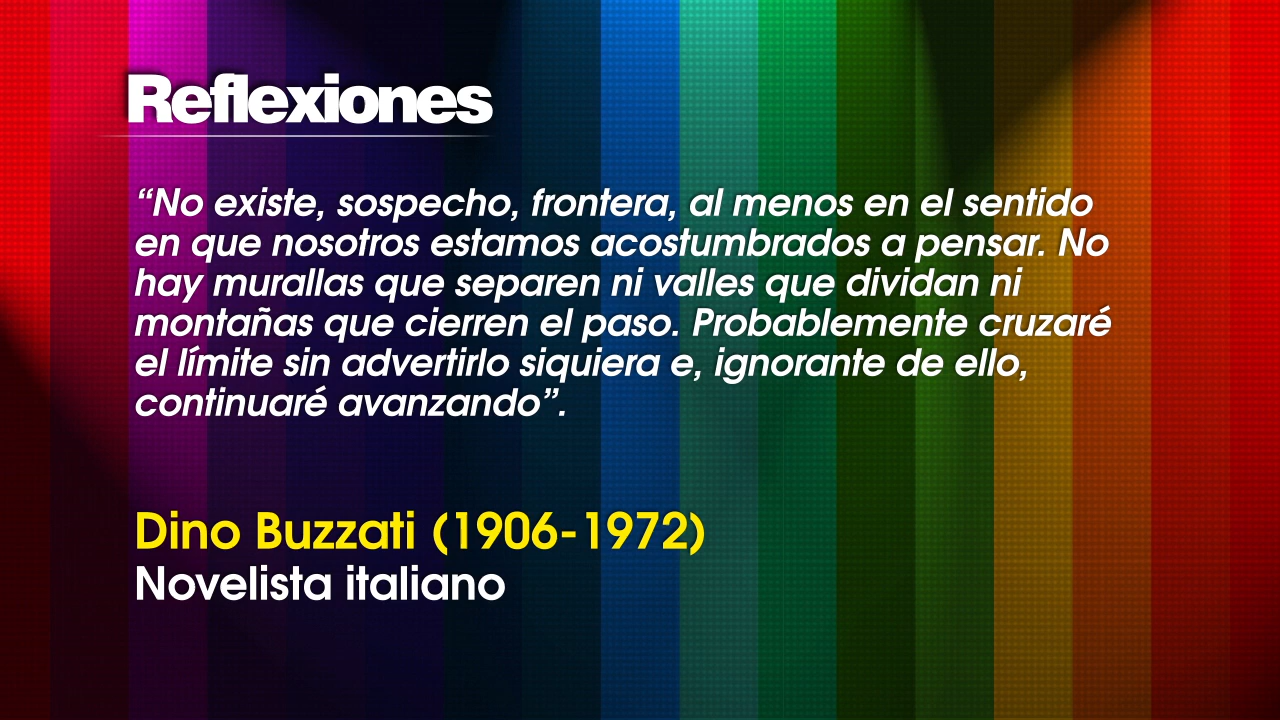 Reflexiones
“No existe, sospecho, frontera, al menos en el sentido
en que nosotros estamos acostumbrados a pensar. No
hay murallas que separen ni valles que dividan ni
montañas que cierren el paso. Probablemente cruzaré
el límite sin advertirlo siquiera e, ignorante de ello,
continuaré avanzando”.
Dino Buzzati (1906-1972)
Novelista italiano